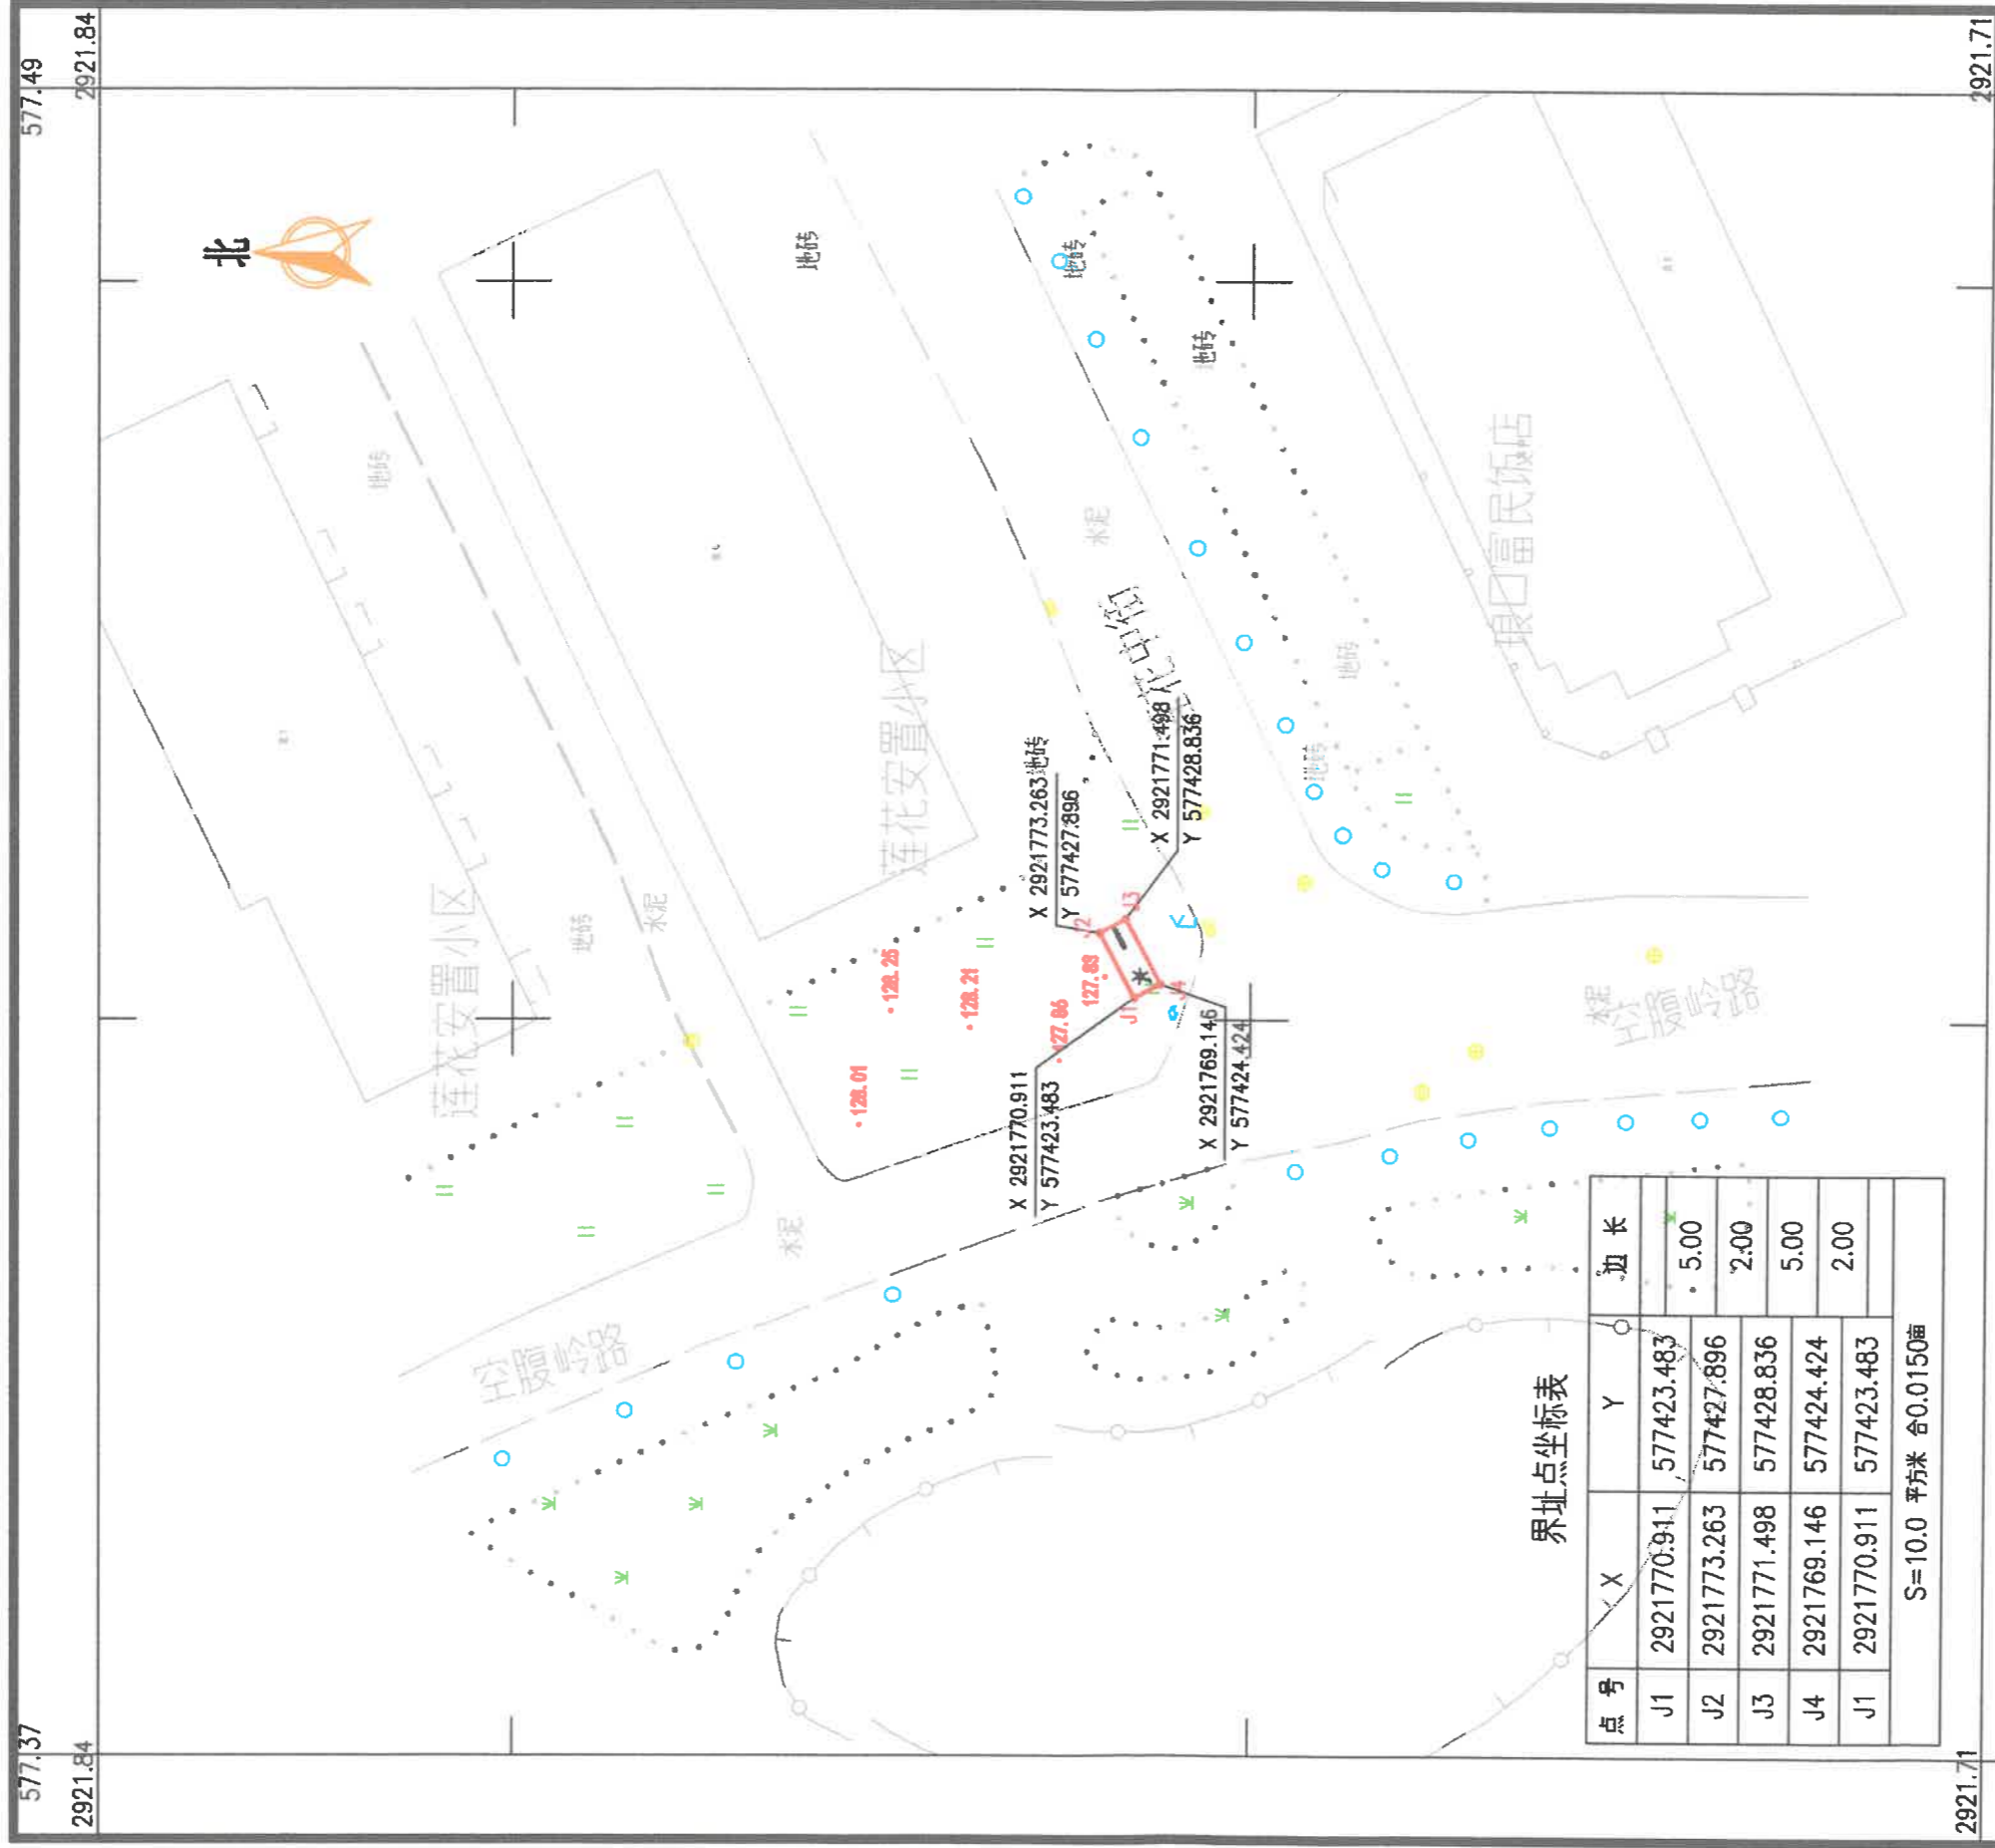 577.37
2921.84
577.49
2921.84
北
莲花安置小区
地砖
地砖
水泥
莲花安置小区
地砖
空腹岭路
水泥
128.01
128.25
128.21
127.86
127.83
X 2921773.263
Y 577427.896
地砖
X 2921771.498
Y 577428.836
X 2921770.911
Y 577423.483
X 2921769.146
Y 577424.424
J1
J2
J3
J4
水泥
地砖
地砖
地砖
地砖
富民饭店
水泥
空腹岭路
界址点坐标表
点 号 X Y 边 长
J1 2921770.911 577423.483
5.00
J2 2921773.263 577427.896
2.00
J3 2921771.498 577428.836
5.00
J4 2921769.146 577424.424
2.00
J1 2921770.911 577423.483
S=10.0 平方米 合0.0150亩
2921.71
2921.71